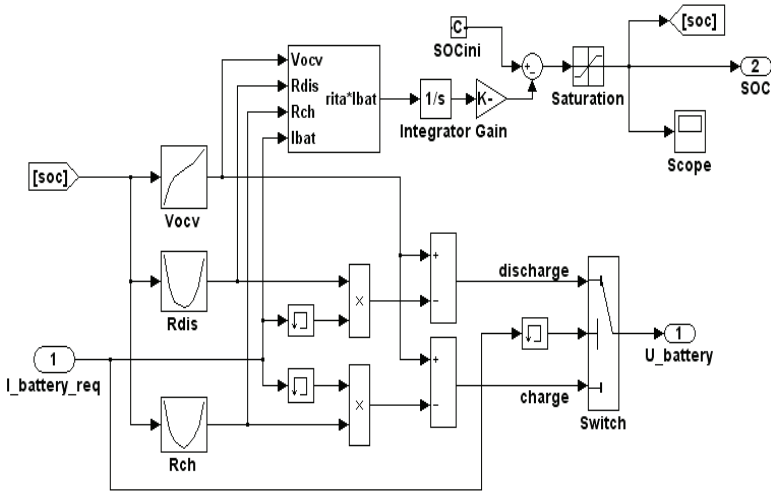 -C-
SOCini
[soc]
2
SOC
Vocv
Rdis
Rch
Ibat
rita*Ibat
1/s
K-
Integrator Gain
Saturation
Scope
[soc]
Vocv
+
−
discharge
Rdis
×
1
U_battery
1
I_battery_req
+
−
charge
×
Switch
Rch